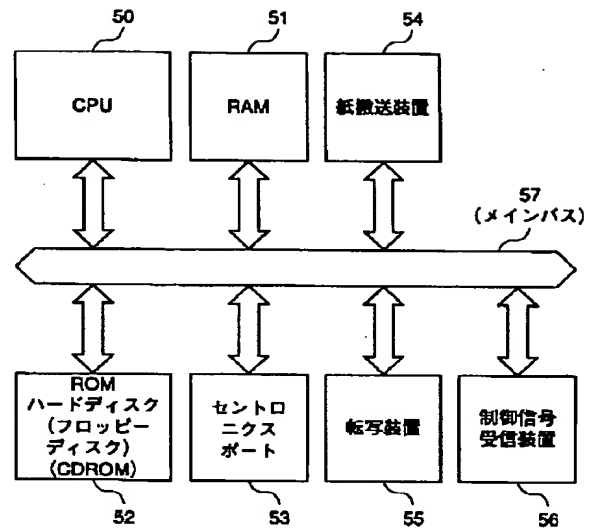 50
51
54
CPU
RAM
紙搬送装置
57
(メインバス)
ROM
ハードディスク
(フロッピー
ディスク)
(CDROM)
セントロ
ニクス
ポート
転写装置
制御信号
受信装置
52
53
55
56